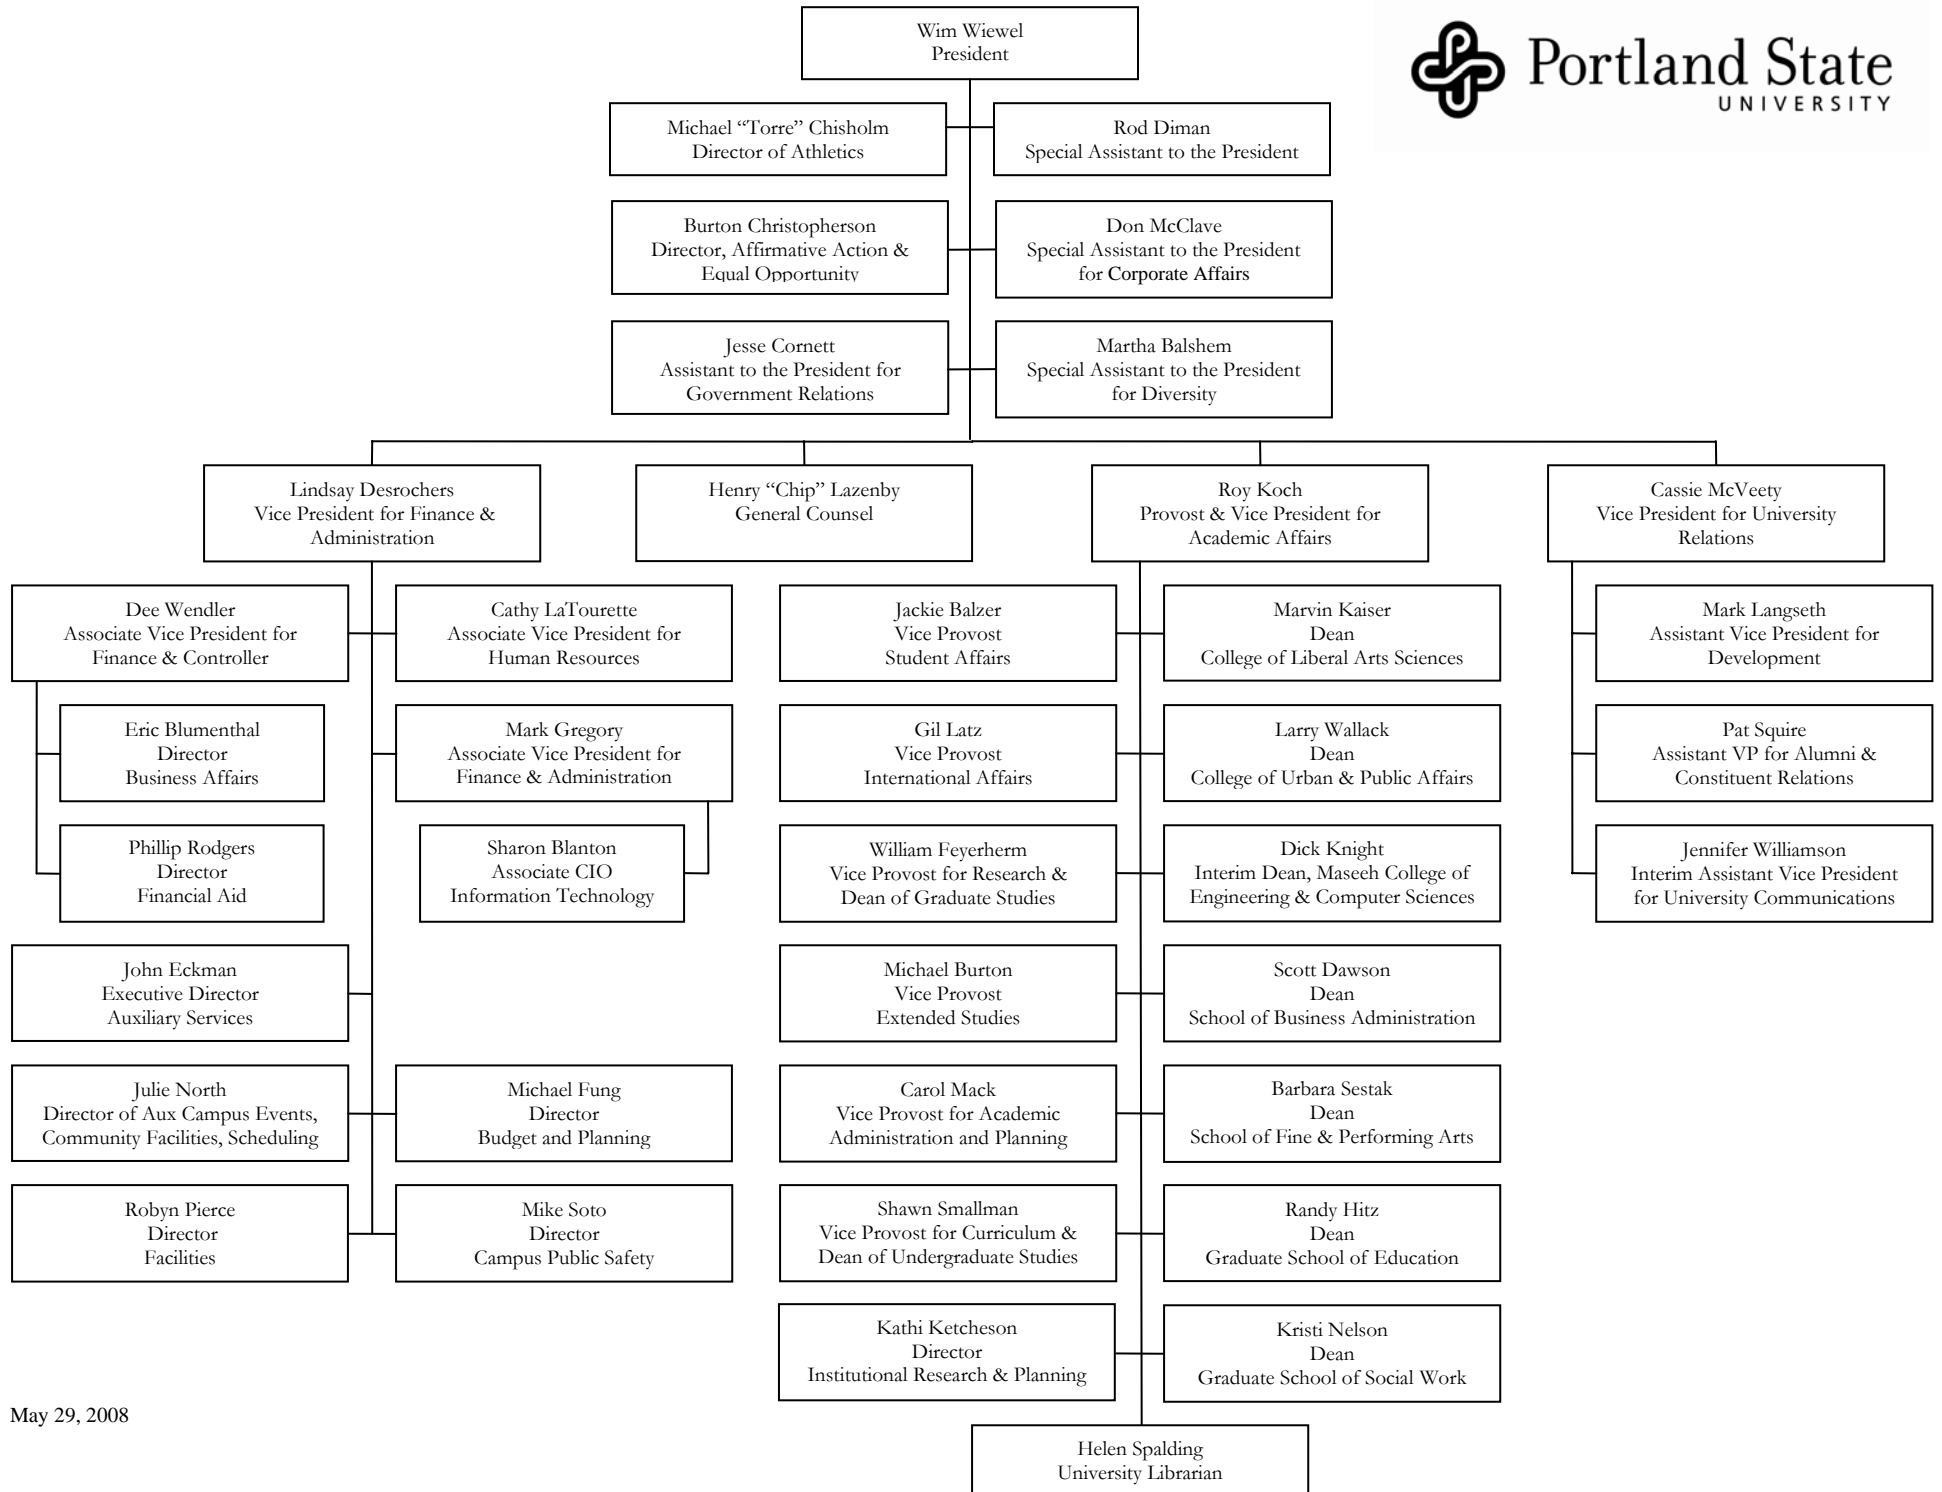 Wim Wiewel
President
Portland State
UNIVERSITY
Michael “Torre” Chisholm
Director of Athletics
Rod Diman
Special Assistant to the President
Burton Christopherson
Director, Affirmative Action &
Equal Opportunity
Don McClave
Special Assistant to the President
for Corporate Affairs
Jesse Cornett
Assistant to the President for
Government Relations
Martha Balshem
Special Assistant to the President
for Diversity
Lindsay Desrochers
Vice President for Finance &
Administration
Henry “Chip” Lazenby
General Counsel
Roy Koch
Provost & Vice President for
Academic Affairs
Cassie McVeety
Vice President for University
Relations
Dee Wendler
Associate Vice President for
Finance & Controller
Cathy LaTourette
Associate Vice President for
Human Resources
Jackie Balzer
Vice Provost
Student Affairs
Marvin Kaiser
Dean
College of Liberal Arts Sciences
Mark Langseth
Assistant Vice President for
Development
Eric Blumenthal
Director
Business Affairs
Mark Gregory
Associate Vice President for
Finance & Administration
Gil Latz
Vice Provost
International Affairs
Larry Wallack
Dean
College of Urban & Public Affairs
Pat Squire
Assistant VP for Alumni &
Constituent Relations
Phillip Rodgers
Director
Financial Aid
Sharon Blanton
Associate CIO
Information Technology
William Feyerherm
Vice Provost for Research &
Dean of Graduate Studies
Dick Knight
Interim Dean, Maseeh College of
Engineering & Computer Sciences
Jennifer Williamson
Interim Assistant Vice President
for University Communications
John Eckman
Executive Director
Auxiliary Services
Michael Burton
Vice Provost
Extended Studies
Scott Dawson
Dean
School of Business Administration
Julie North
Director of Aux Campus Events,
Community Facilities, Scheduling
Michael Fung
Director
Budget and Planning
Carol Mack
Vice Provost for Academic
Administration and Planning
Barbara Sestak
Dean
School of Fine & Performing Arts
Robyn Pierce
Director
Facilities
Mike Soto
Director
Campus Public Safety
Shawn Smallman
Vice Provost for Curriculum &
Dean of Undergraduate Studies
Randy Hitz
Dean
Graduate School of Education
Kathi Ketcheson
Director
Institutional Research & Planning
Kristi Nelson
Dean
Graduate School of Social Work
May 29, 2008
Helen Spalding
University Librarian